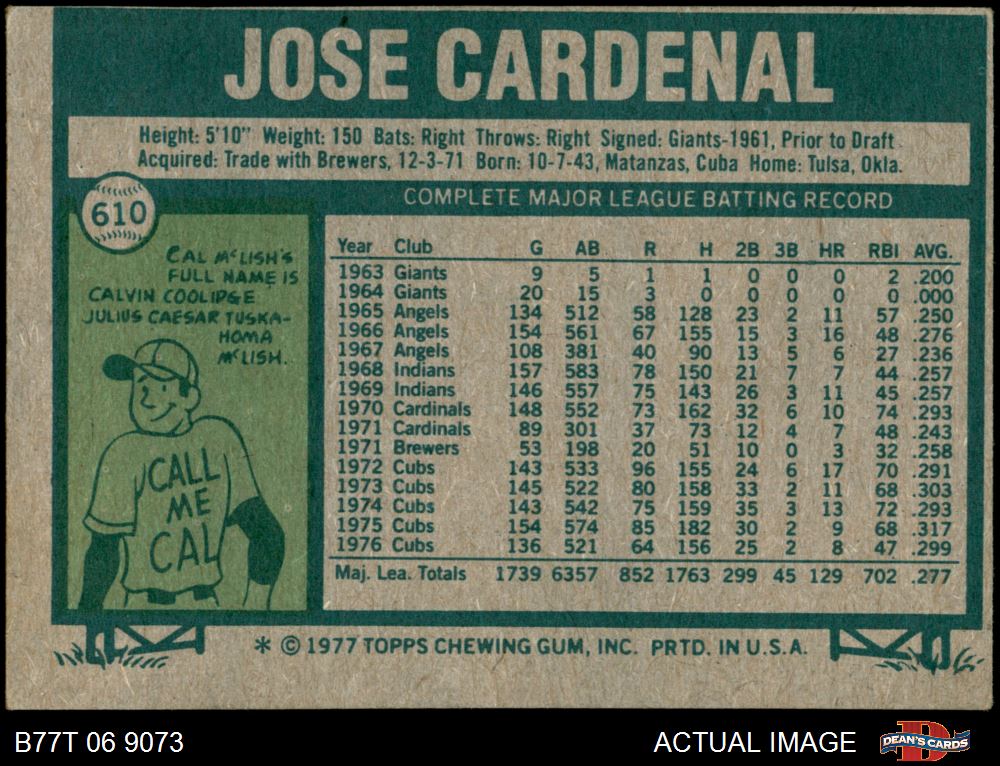 JOSE CARDENAL
Height: 5'10" Weight: 150 Bats: Right Throws: Right Signed: Giants-1961, Prior to Draft
Acquired: Trade with Brewers, 12-3-71 Born: 10-7-43, Matanzas, Cuba Home: Tulsa, Okla.
610
COMPLETE MAJOR LEAGUE BATTING RECORD
CAL McLISH'S
FULL NAME IS
CALVIN COOLIDGE
JULIUS CAESAR TUSKA-
HOMA
McLISH.
CALL
ME
CAL
Year Club G AB R H 2B 3B HR RBI AVG.
1963 Giants 9 5 1 1 0 0 0 2 .200
1964 Giants 20 15 3 0 0 0 0 0 .000
1965 Angels 134 512 58 128 23 2 11 57 .250
1966 Angels 154 561 67 155 15 3 16 48 .276
1967 Angels 108 381 40 90 13 5 6 27 .236
1968 Indians 157 583 78 150 21 7 7 44 .257
1969 Indians 146 557 75 143 26 3 11 45 .257
1970 Cardinals 148 552 73 162 32 6 10 74 .293
1971 Cardinals 89 301 37 73 12 4 7 48 .243
1971 Brewers 53 198 20 51 10 0 3 32 .258
1972 Cubs 143 533 96 155 24 6 17 70 .291
1973 Cubs 145 522 80 158 33 2 11 68 .303
1974 Cubs 143 542 75 159 35 3 13 72 .293
1975 Cubs 154 574 85 182 30 2 9 68 .317
1976 Cubs 136 521 64 156 25 2 8 47 .299
Maj. Lea. Totals 1739 6357 852 1763 299 45 129 702 .277
* © 1977 TOPPS CHEWING GUM, INC. PRTD. IN U.S.A.
B77T 06 9073
ACTUAL IMAGE
DEAN'S CARDS